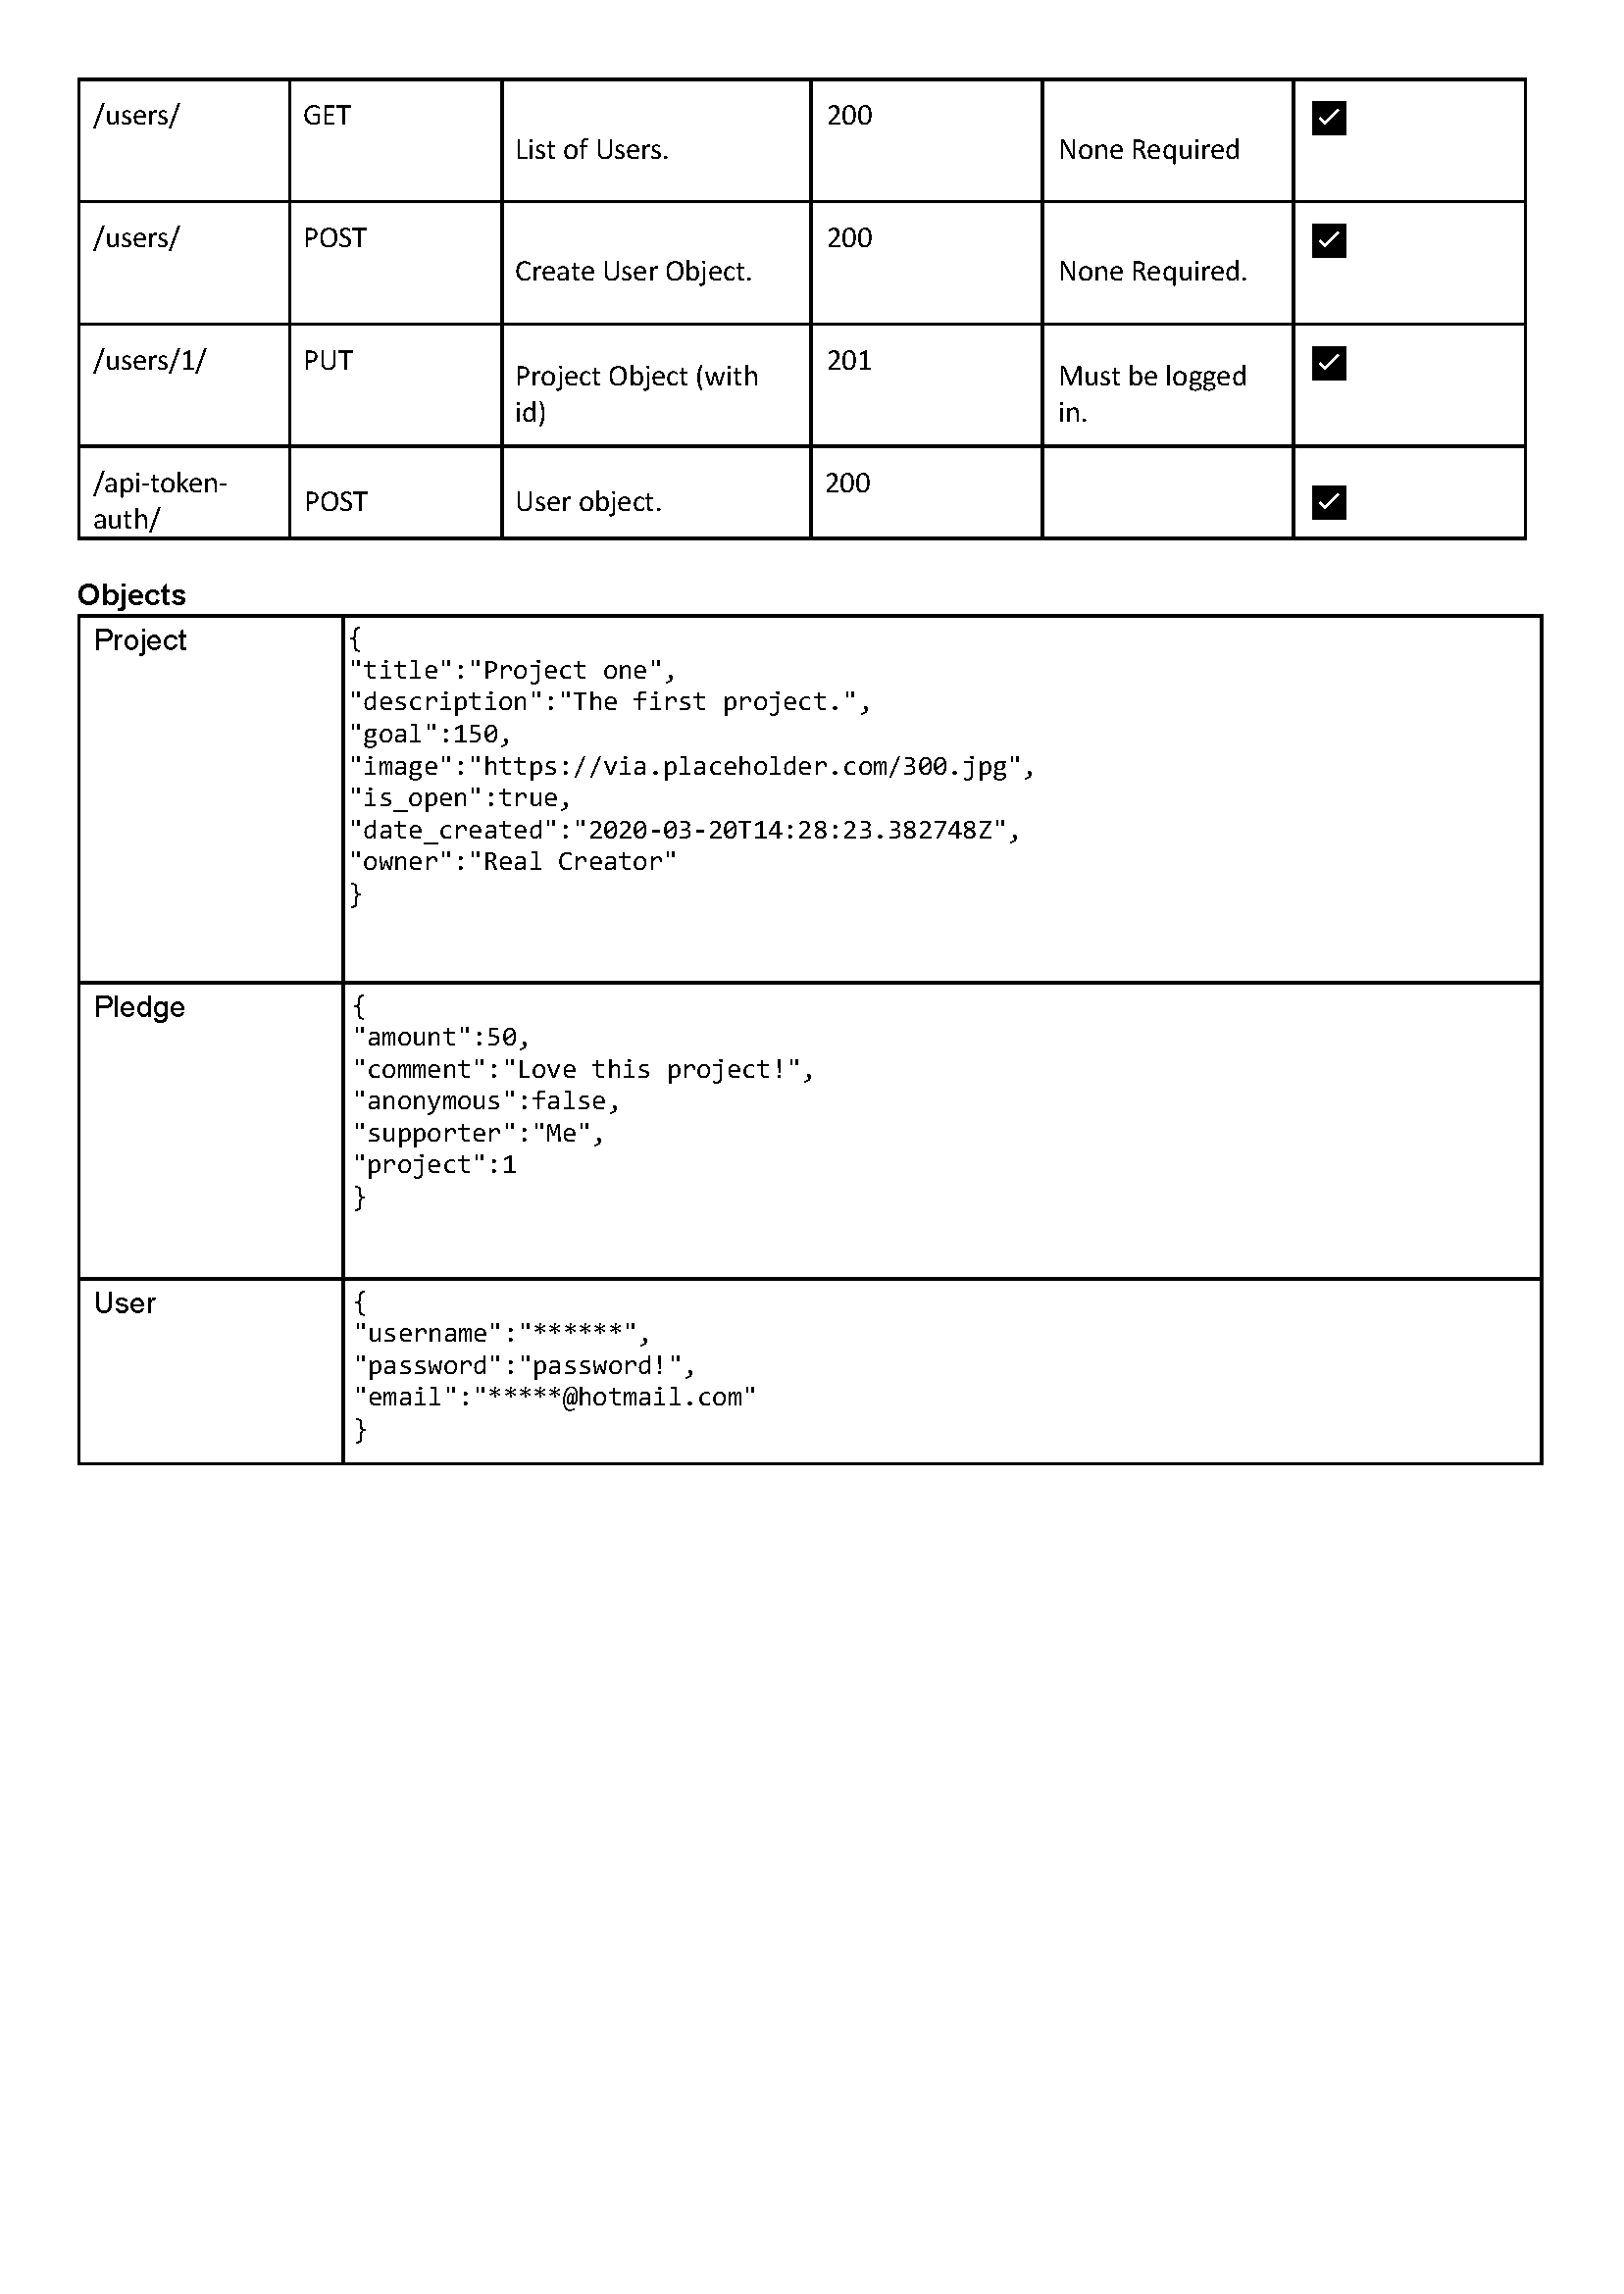 /users/ GET List of Users. 200 None Required
/users/ POST Create User Object. 200 None Required.
/users/1/ PUT Project Object (with id) 201 Must be logged in.
/api-token-auth/ POST User object. 200
Objects
Project
{
"title":"Project one",
"description":"The first project.",
"goal":150,
"image":"https://via.placeholder.com/300.jpg",
"is_open":true,
"date_created":"2020-03-20T14:28:23.382748Z",
"owner":"Real Creator"
}
Pledge
{
"amount":50,
"comment":"Love this project!",
"anonymous":false,
"supporter":"Me",
"project":1
}
User
{
"username":"******",
"password":"password!",
"email":"*****@hotmail.com"
}